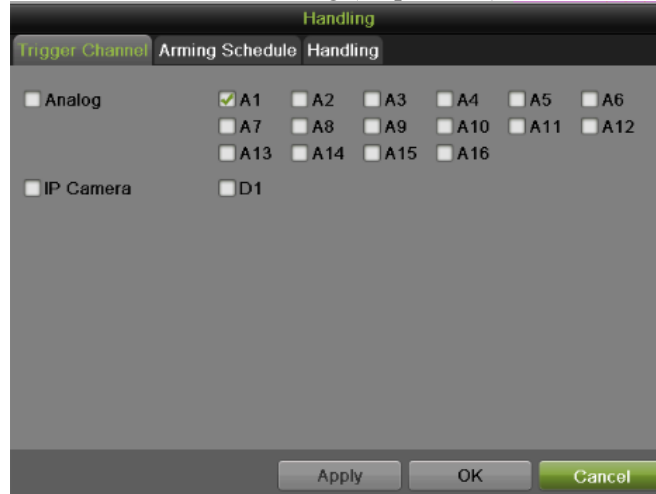 Handling
Trigger Channel Arming Schedule Handling
Analog A1 A2 A3 A4 A5 A6
A7 A8 A9 A10 A11 A12
A13 A14 A15 A16
IP Camera D1
Apply OK Cancel